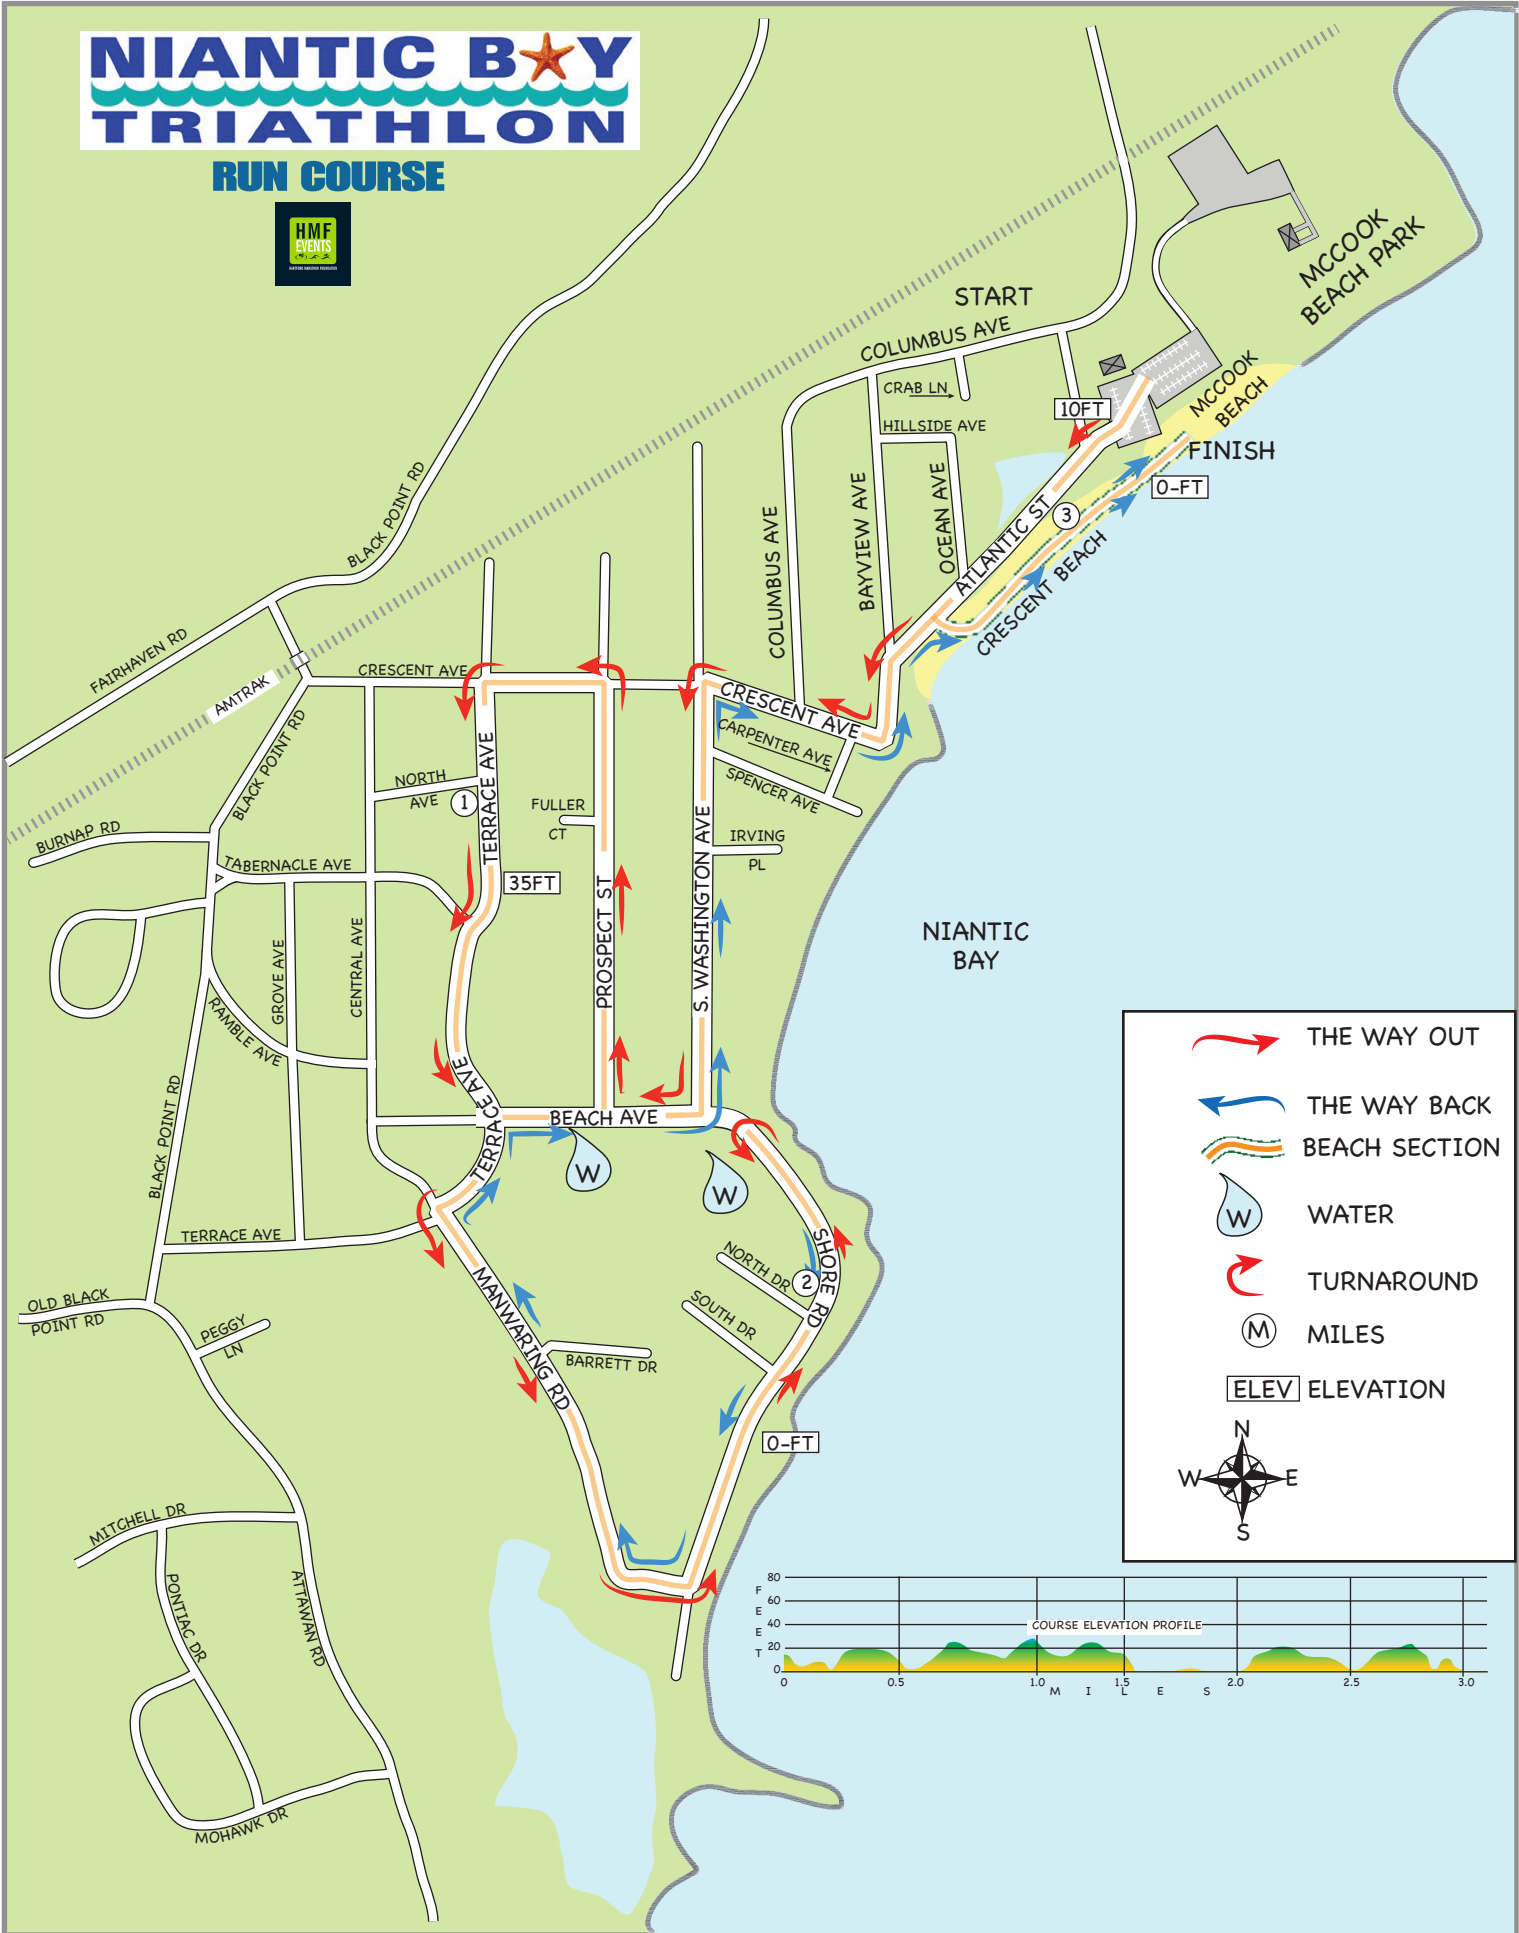 NIANTIC BAY
TRIATHLON
RUN COURSE
HMF
EVENTS
HARTFORD MARATHON FOUNDATION
MCCOOK
BEACH PARK
START
COLUMBUS AVE
CRAB LN
10FT
MCCOOK
BEACH
HILLSIDE AVE
FINISH
0-FT
BLACK POINT RD
COLUMBUS AVE
BAYVIEW AVE
OCEAN AVE
ATLANTIC ST
3
CRESCENT BEACH
FAIRHAVEN RD
AMTRAK
CRESCENT AVE
CRESCENT AVE
CARPENTER AVE
SPENCER AVE
BLACK POINT RD
NORTH
AVE
1
TERRACE AVE
FULLER
CT
IRVING
PL
BURNAP RD
TABERNACLE AVE
35FT
PROSPECT ST
S. WASHINGTON AVE
GROVE AVE
CENTRAL AVE
RAMBLE AVE
NIANTIC
BAY
BLACK POINT RD
TERRACE AVE
BEACH AVE
TERRACE
W
W
TERRACE AVE
SHORE RD
NORTH DR
2
SOUTH DR
OLD BLACK
POINT RD
PEGGY
LN
MANWARING RD
BARRETT DR
0-FT
MITCHELL DR
PONTIAC DR
ATTAWAN RD
MOHAWK DR
THE WAY OUT
THE WAY BACK
BEACH SECTION
W WATER
TURNAROUND
M MILES
ELEV ELEVATION
N
W E
S
COURSE ELEVATION PROFILE
FEET
80
60
40
20
0
0 0.5 1.0 1.5 2.0 2.5 3.0
M I L E S